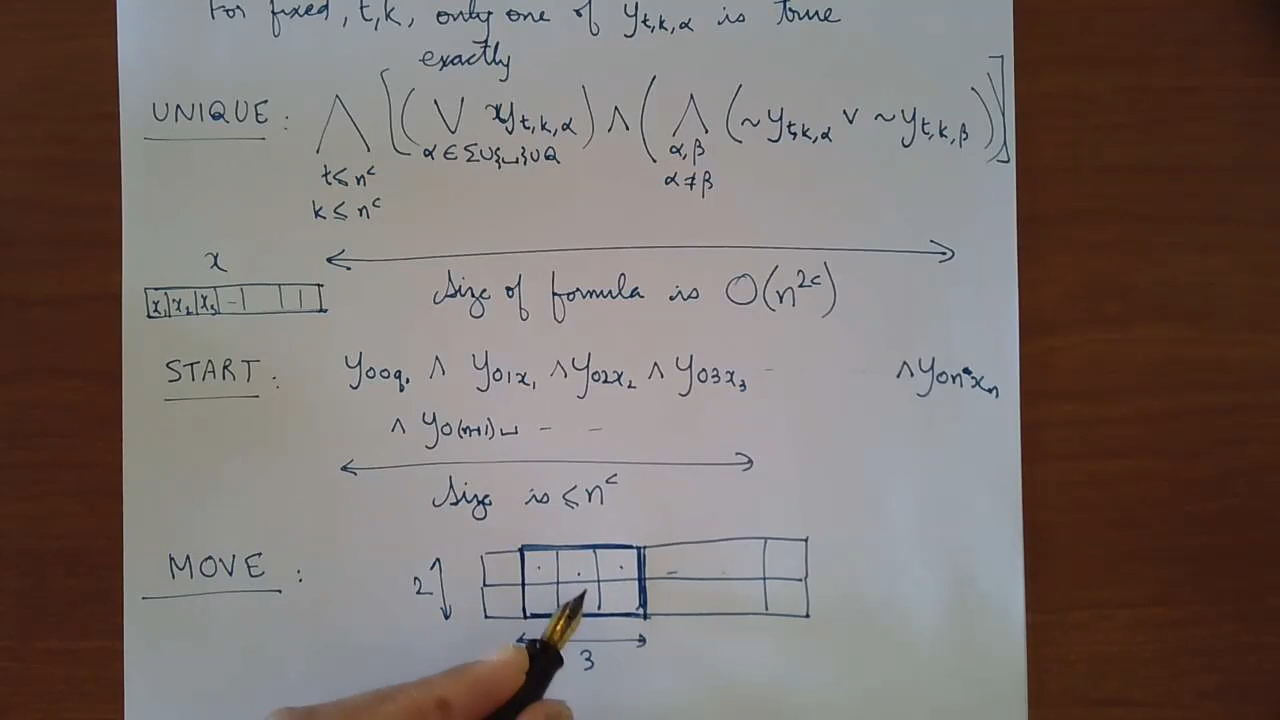 For fixed, t, k, only one of y_{t,k,α} is true
exactly
UNIQUE : ⋀ [(⋁ y_{t,k,α}) ∧ (⋀ (~y_{t,k,α} ∨ ~y_{t,k,β}))]
t ≤ n^c α ∈ Σ∪{⊔}∪Q α,β
k ≤ n^c α ≠ β
x
x₁ x₂ x₃ - Size of formula is O(n^{2c})
START : y_{00q₁} ∧ y_{01x₁} ∧ y_{02x₂} ∧ y_{03x₃} - ∧ y_{0nx_n}
∧ y_{0(n+1)⊔} - -
Size is ≤ n^c
MOVE : 2
3